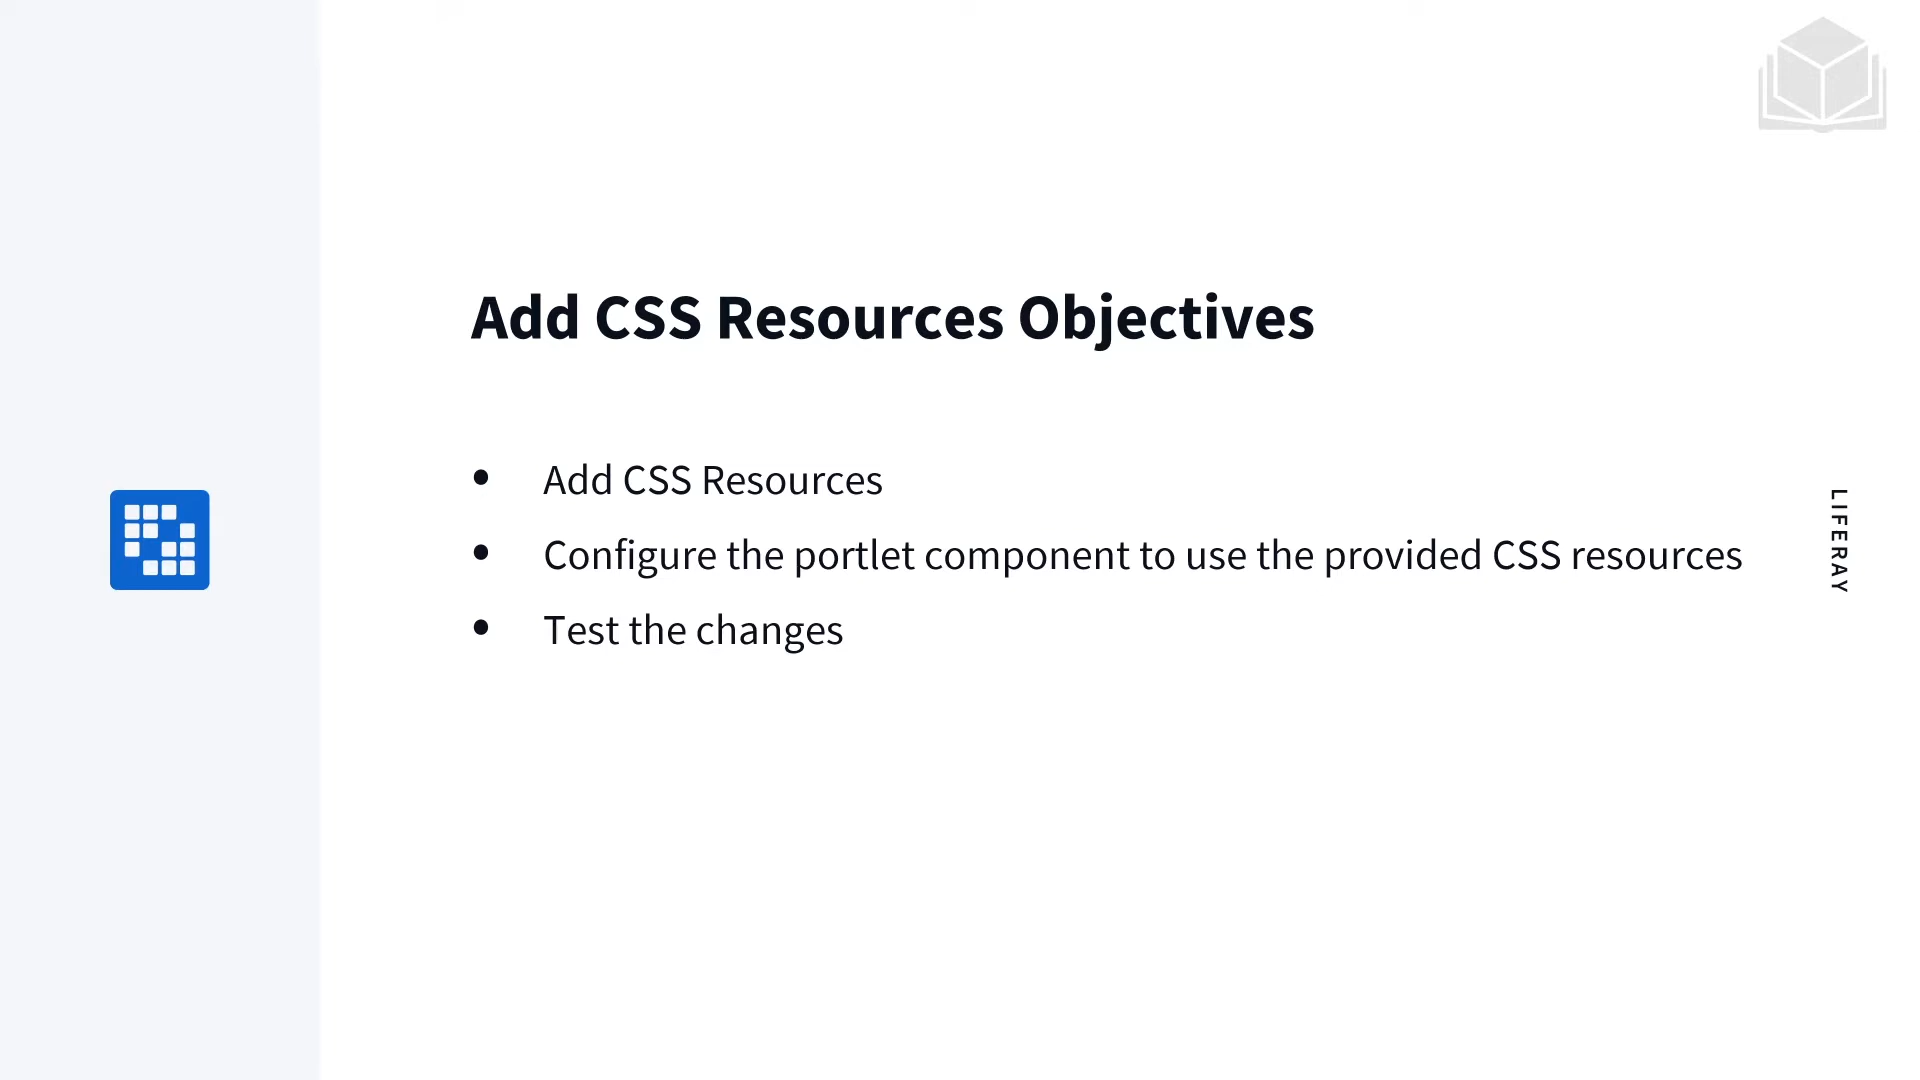 Add CSS Resources Objectives
• Add CSS Resources
• Configure the portlet component to use the provided CSS resources
• Test the changes
LIFERAY